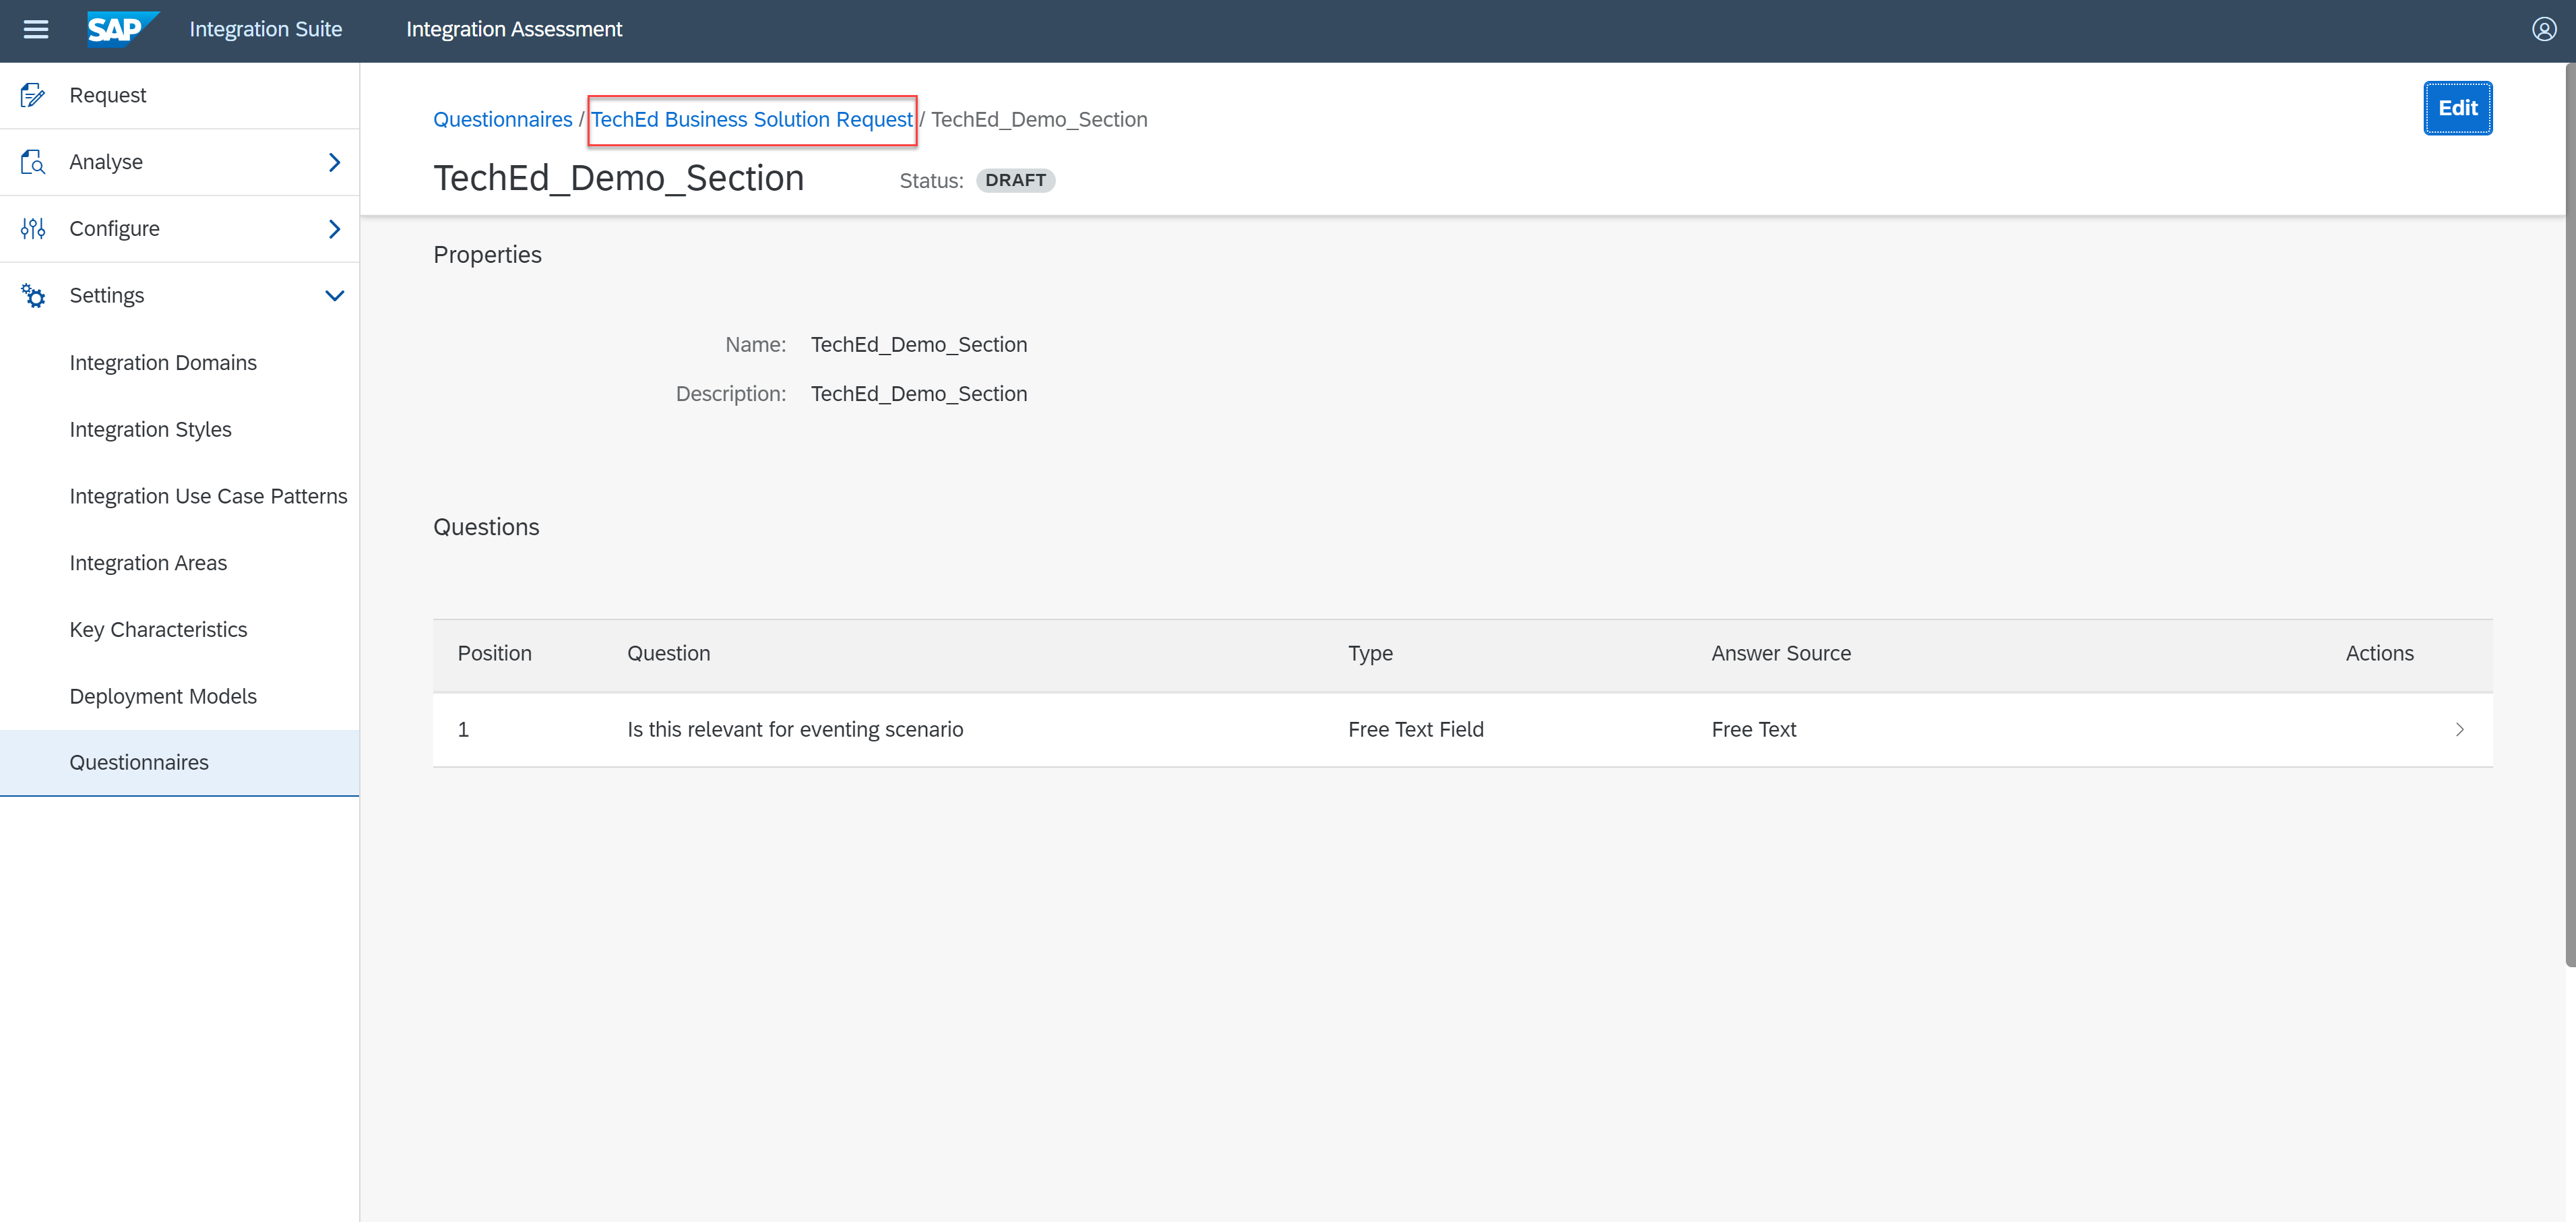 SAP Integration Suite Integration Assessment
Request
Analyse
Configure
Settings
Integration Domains
Integration Styles
Integration Use Case Patterns
Integration Areas
Key Characteristics
Deployment Models
Questionnaires
Questionnaires / TechEd Business Solution Request / TechEd_Demo_Section
Edit
TechEd_Demo_Section Status: DRAFT
Properties
Name: TechEd_Demo_Section
Description: TechEd_Demo_Section
Questions
Position Question Type Answer Source Actions
1 Is this relevant for eventing scenario Free Text Field Free Text